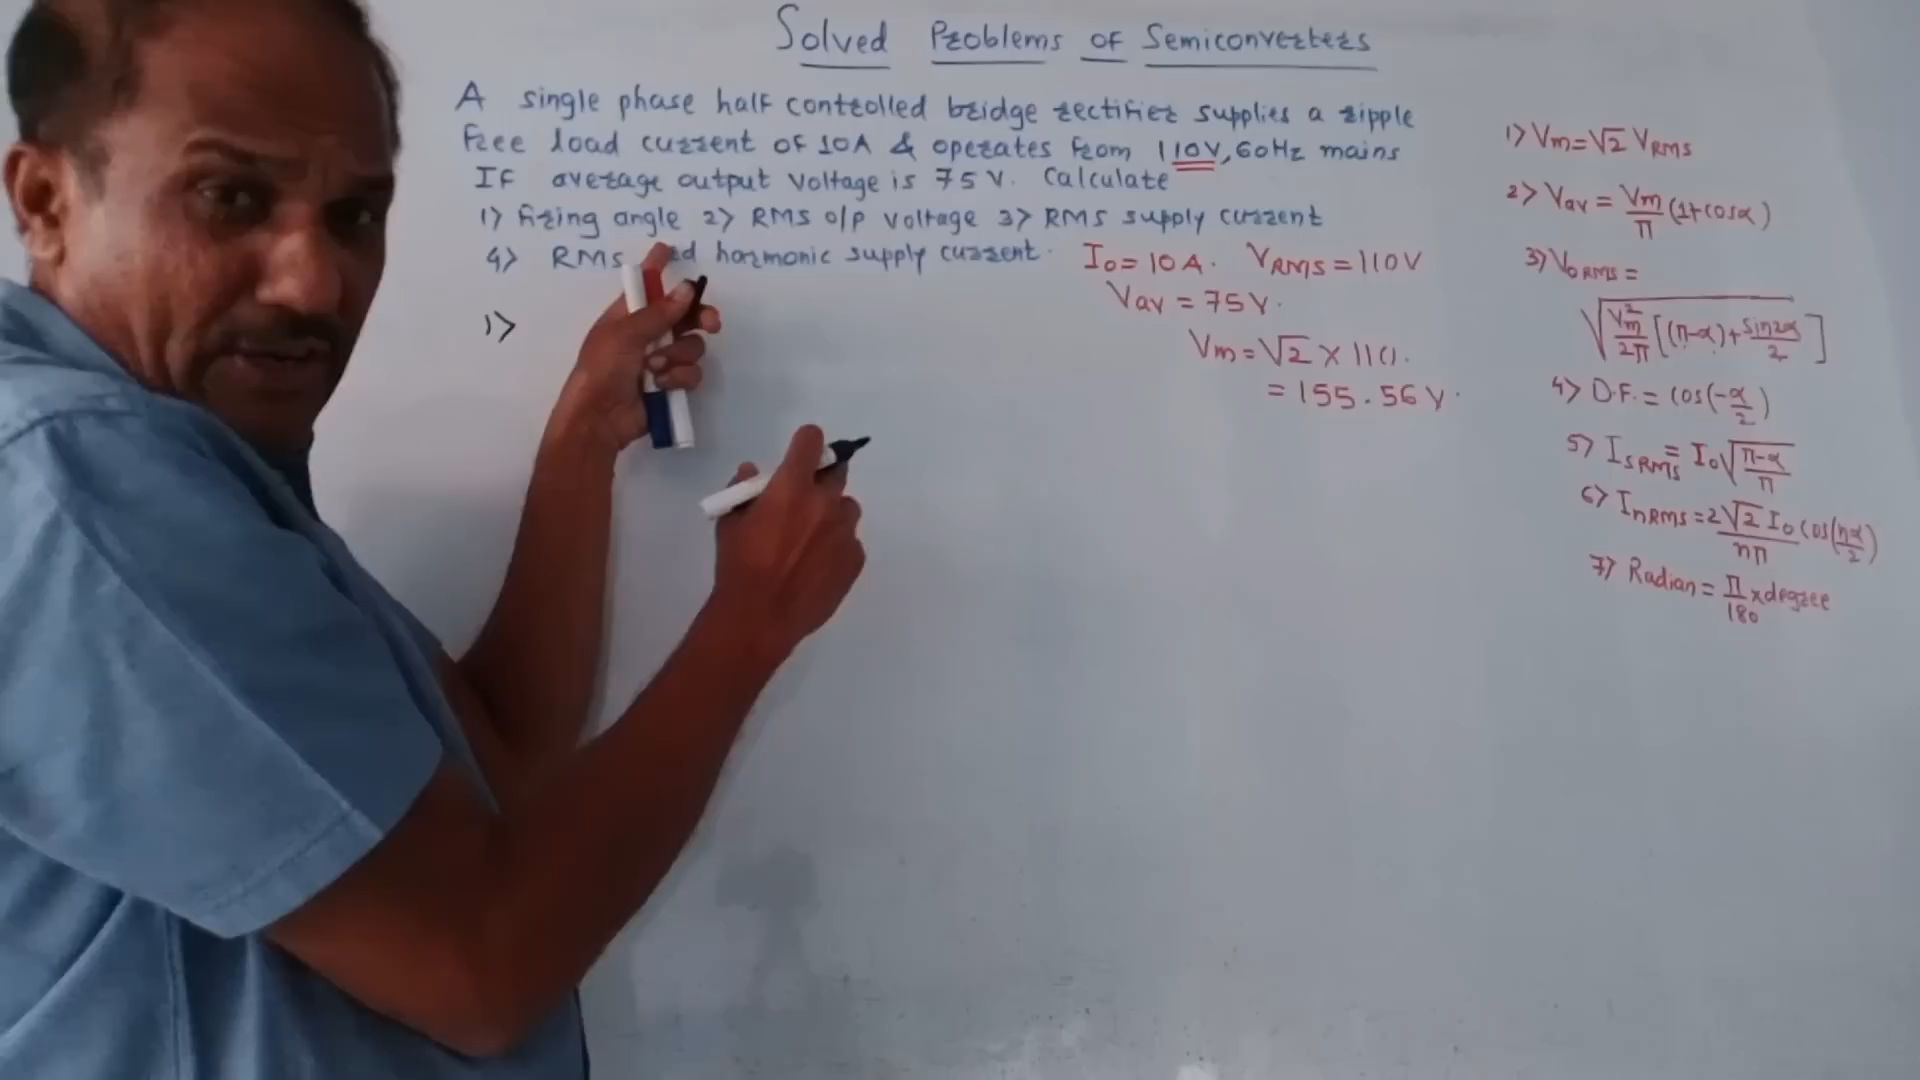 Solved Problems of Semiconverters
A single phase half controlled bridge rectifier supplies a ripple
free load current of 10A & operates from 110V, 60Hz mains
If average output voltage is 75V. Calculate
1) firing angle 2) RMS o/p voltage 3) RMS supply current
4) RMS harmonic supply current.
I₀ = 10A. V_RMS = 110V
Vav = 75V.
Vm = √2 × 110.
= 155.56V.
1)
1) Vm = √2 V_RMS
2) Vav = Vm/π (1+cosα)
3) V₀RMS =
√(Vm²/2π [(π-α) + sin2α/2])
4) D.F. = cos(-α/2)
5) I_SRMS = I₀ √((π-α)/π)
6) I_nRMS = 2√2 I₀/nπ cos(nα/2)
7) Radian = π/180 × degree